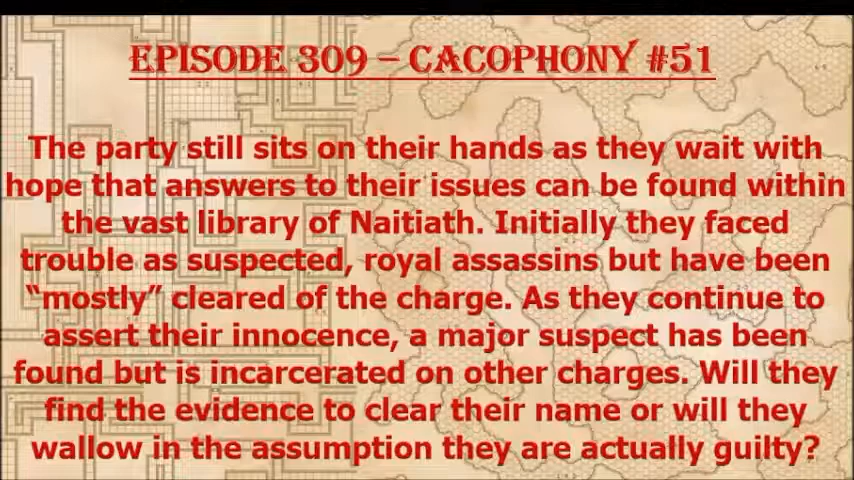 EPISODE 309 – CACOPHONY #51
The party still sits on their hands as they wait with
hope that answers to their issues can be found within
the vast library of Naitiath. Initially they faced
trouble as suspected, royal assassins but have been
“mostly” cleared of the charge. As they continue to
assert their innocence, a major suspect has been
found but is incarcerated on other charges. Will they
find the evidence to clear their name or will they
wallow in the assumption they are actually guilty?